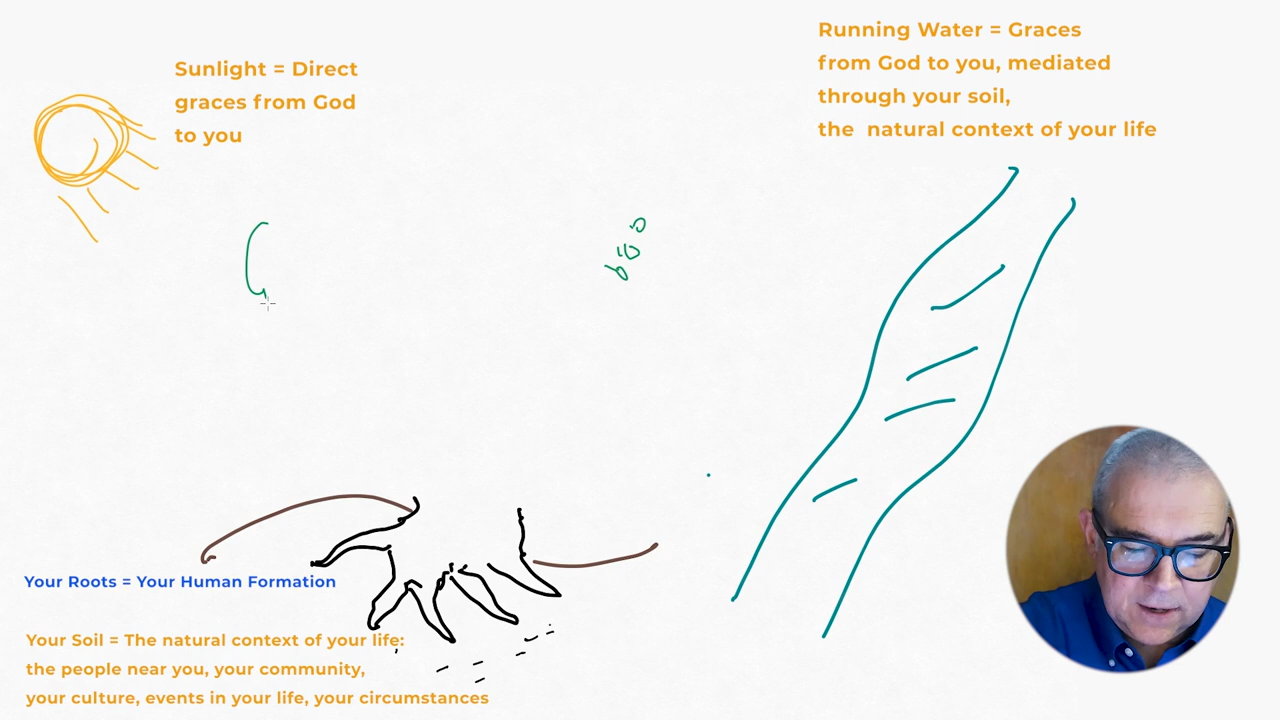 Sunlight = Direct
graces from God
to you
Running Water = Graces
from God to you, mediated
through your soil,
the natural context of your life
Your Roots = Your Human Formation
Your Soil = The natural context of your life:
the people near you, your community,
your culture, events in your life, your circumstances